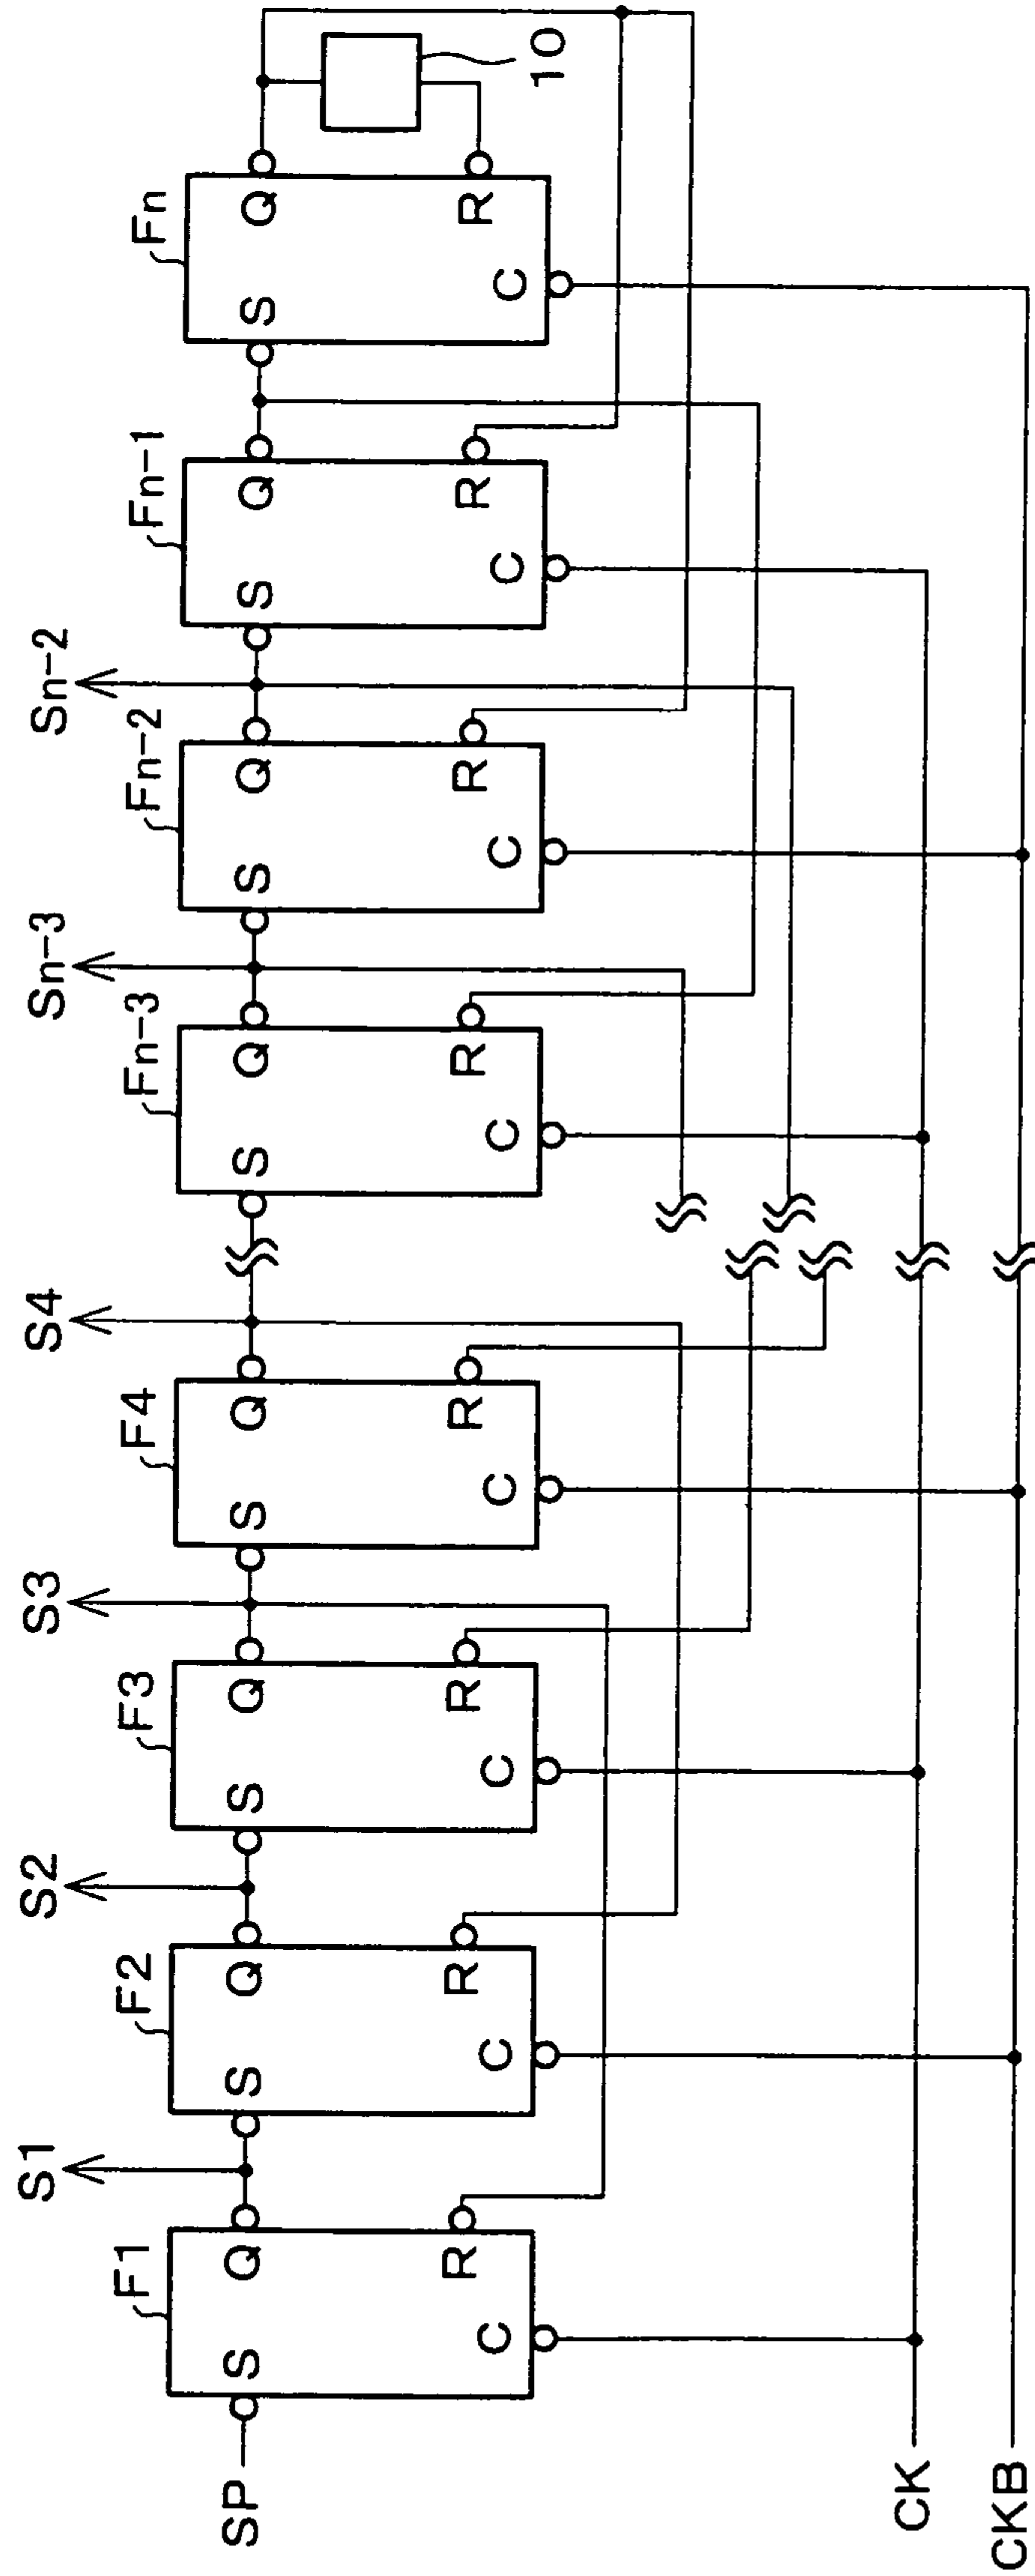 S1 S2 S3 S4 Sn-3 Sn-2
F1 F2 F3 F4 Fn-3 Fn-2 Fn-1 Fn
SP S Q S Q S Q S Q S Q S Q S Q S Q
10
R R R R R R R R
C C C C C C C C
CK
CKB